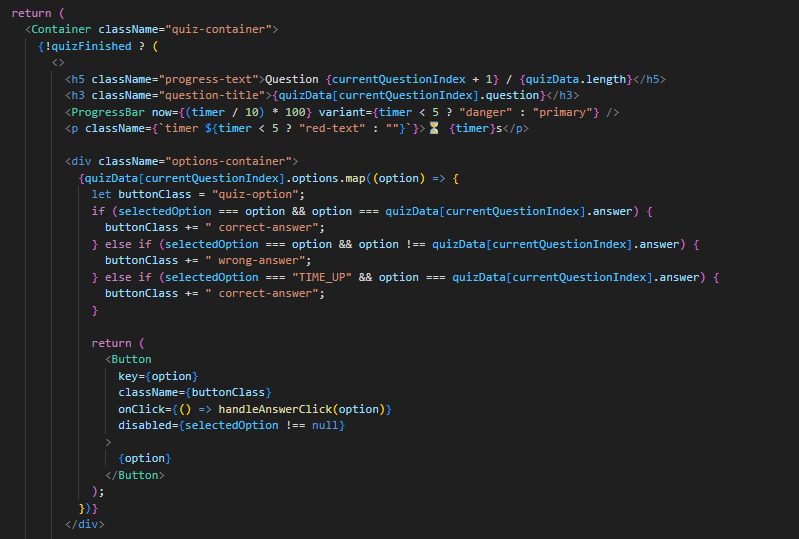 return (
<Container className="quiz-container">
{!quizFinished ? (
<>
<h5 className="progress-text">Question {currentQuestionIndex + 1} / {quizData.length}</h5>
<h3 className="question-title">{quizData[currentQuestionIndex].question}</h3>
<ProgressBar now={(timer / 10) * 100} variant={timer < 5 ? "danger" : "primary"} />
<p className={`timer ${timer < 5 ? "red-text" : ""}`}>⏳ {timer}s</p>
<div className="options-container">
{quizData[currentQuestionIndex].options.map((option) => {
let buttonClass = "quiz-option";
if (selectedOption === option && option === quizData[currentQuestionIndex].answer) {
buttonClass += " correct-answer";
} else if (selectedOption === option && option !== quizData[currentQuestionIndex].answer) {
buttonClass += " wrong-answer";
} else if (selectedOption === "TIME_UP" && option === quizData[currentQuestionIndex].answer) {
buttonClass += " correct-answer";
}
return (
<Button
key={option}
className={buttonClass}
onClick={() => handleAnswerClick(option)}
disabled={selectedOption !== null}
>
{option}
</Button>
);
})}
</div>